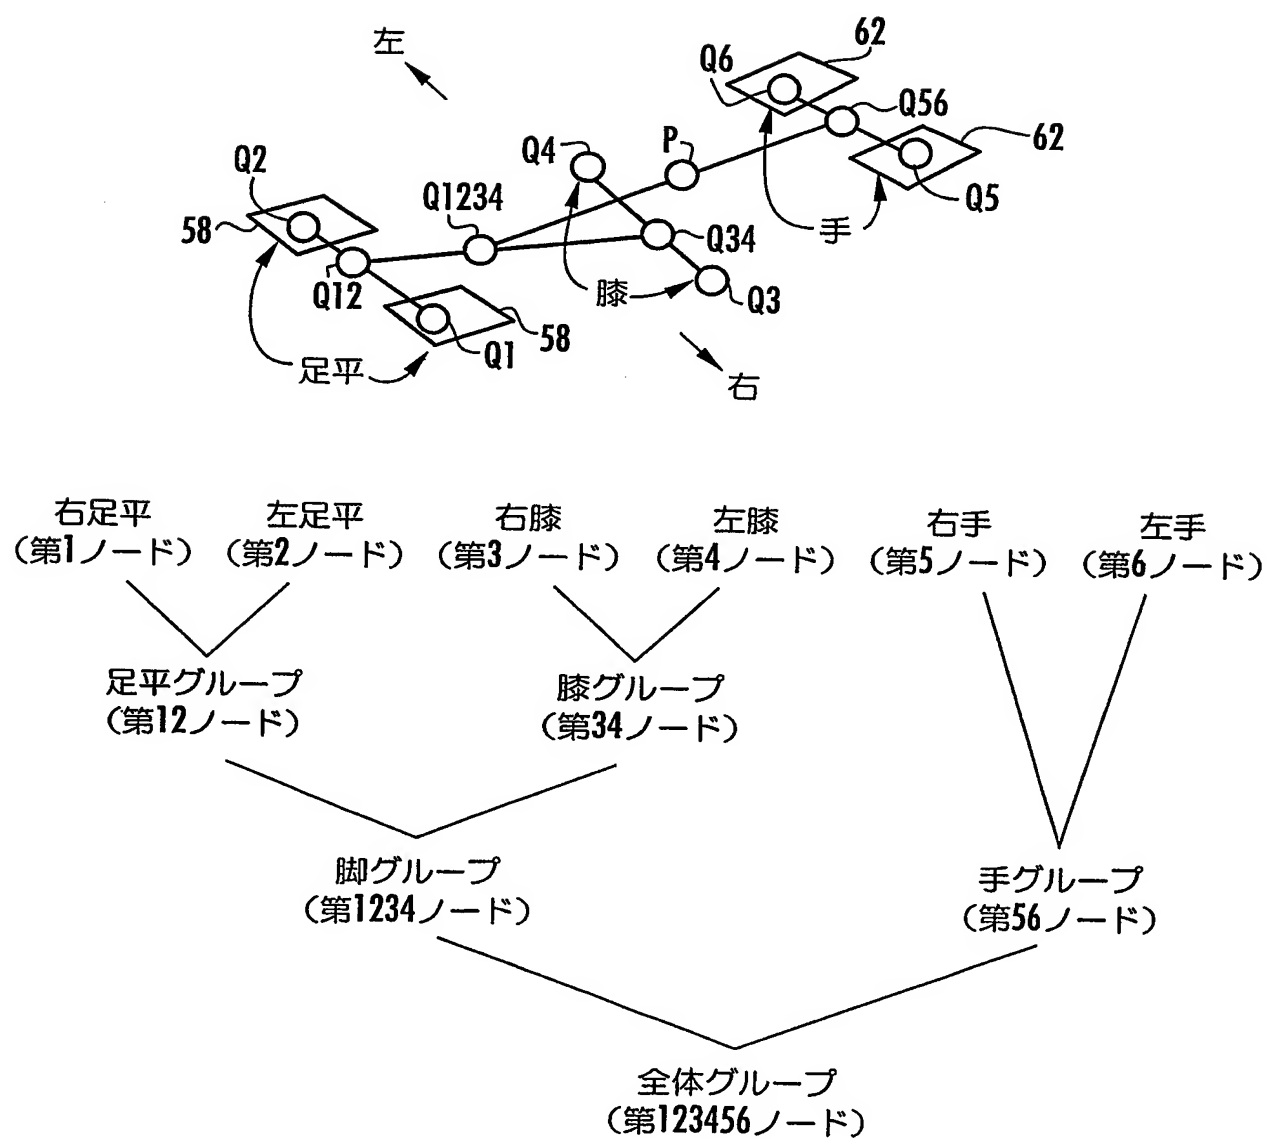 左
62
Q6
Q56
P
62
Q4
Q2
Q1234
Q5
58
手
Q34
Q12
膝
Q3
58
Q1
足平
右
右足平
(第1ノード)
左足平
(第2ノード)
右膝
(第3ノード)
左膝
(第4ノード)
右手
(第5ノード)
左手
(第6ノード)
足平グループ
(第12ノード)
膝グループ
(第34ノード)
脚グループ
(第1234ノード)
手グループ
(第56ノード)
全体グループ
(第123456ノード)